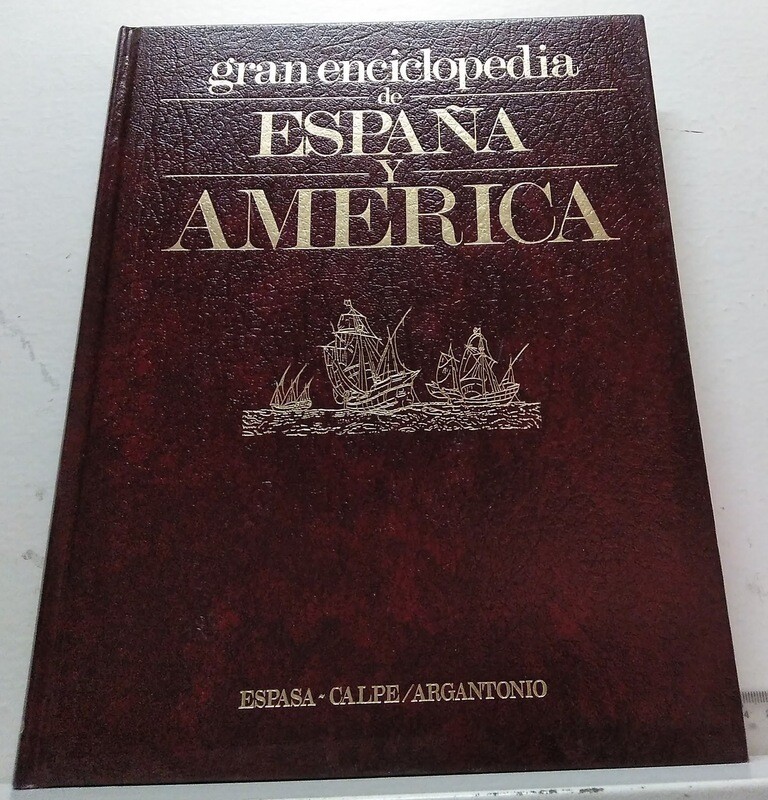 gran enciclopedia
de
ESPAÑA
Y
AMERICA
ESPASA-CALPE/ARGANTONIO